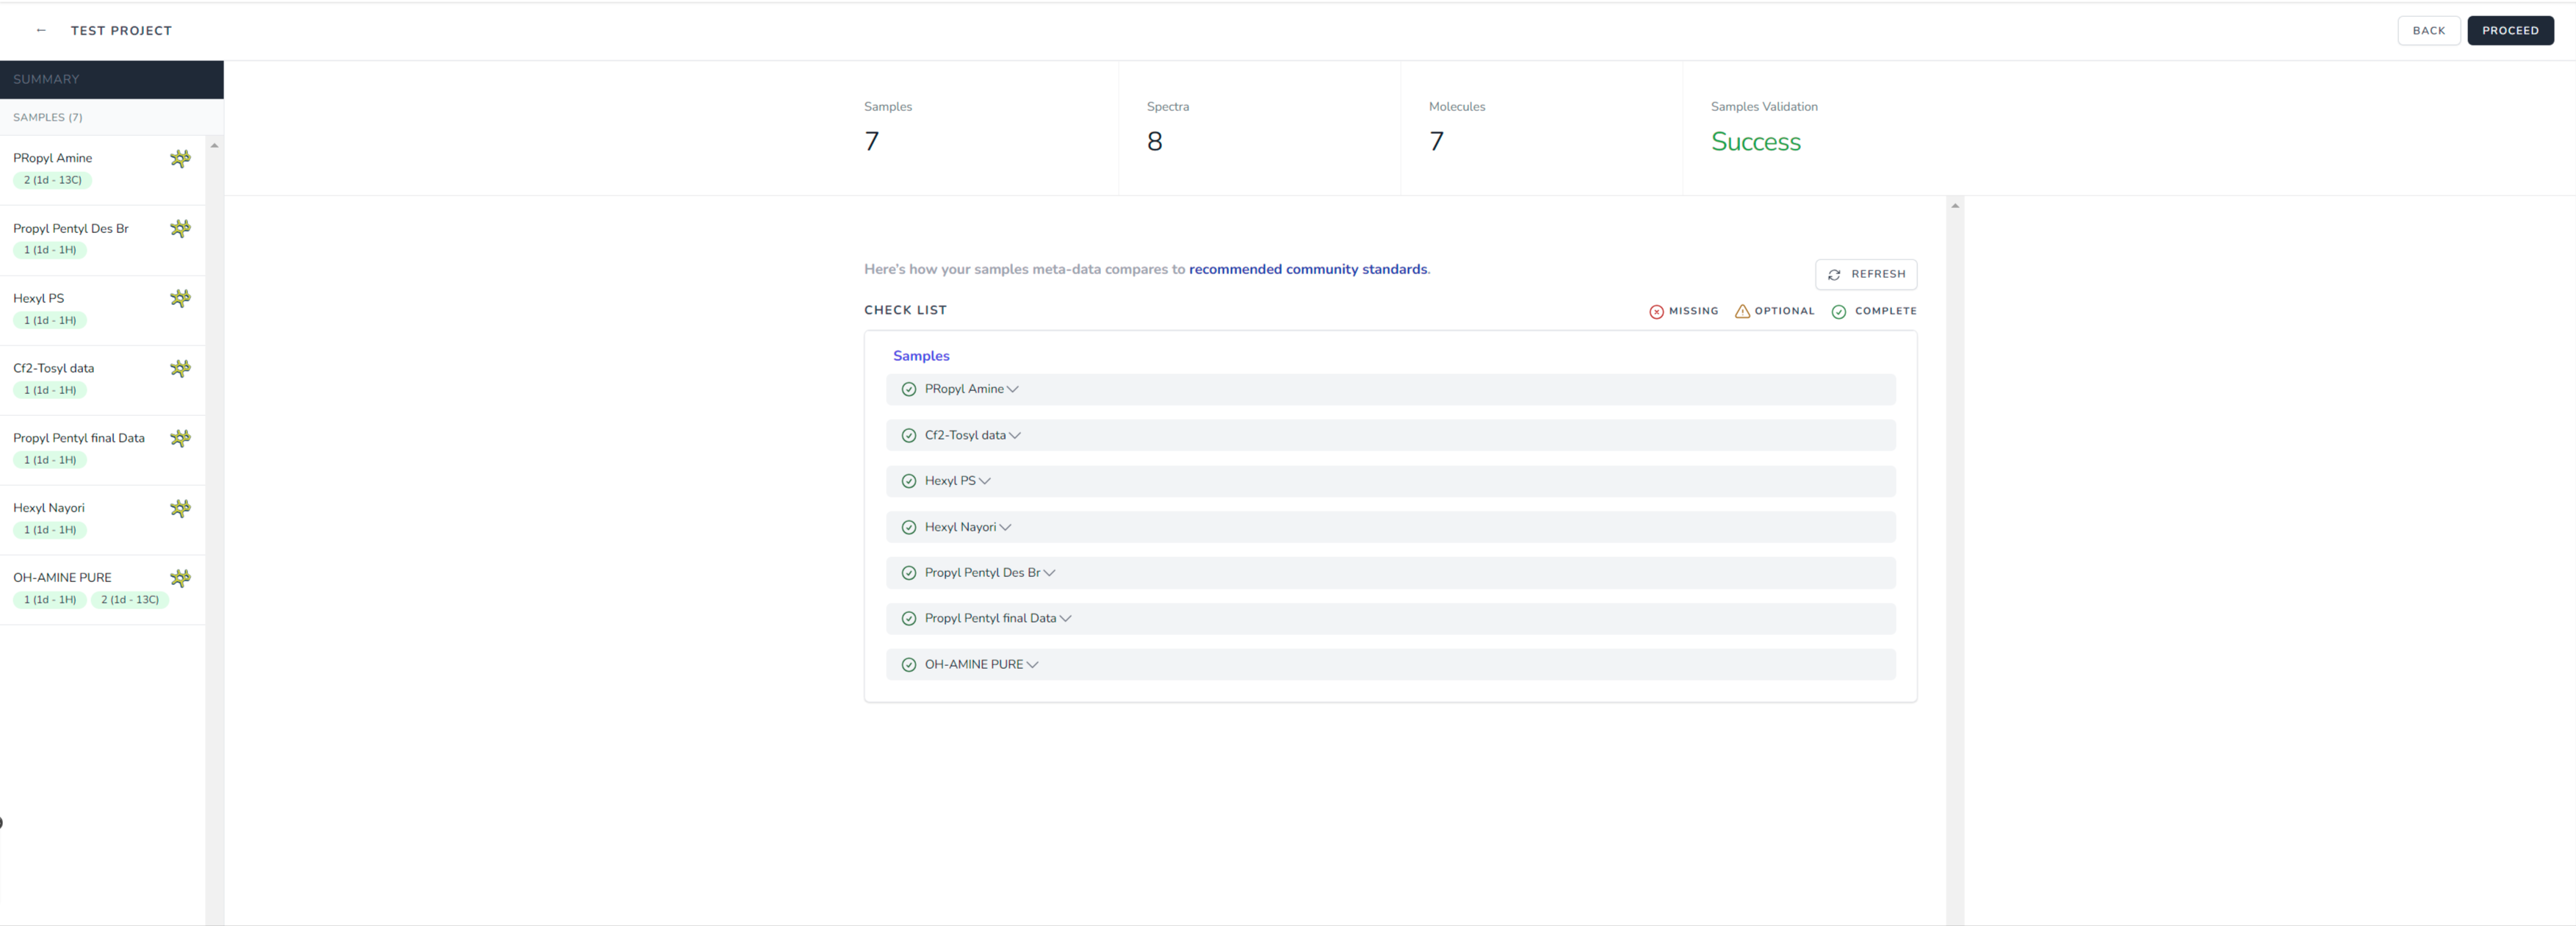 ← TEST PROJECT
BACK
PROCEED
SUMMARY
SAMPLES (7)
PRopyl Amine
2 (1d - 13C)
Propyl Pentyl Des Br
1 (1d - 1H)
Hexyl PS
1 (1d - 1H)
Cf2-Tosyl data
1 (1d - 1H)
Propyl Pentyl final Data
1 (1d - 1H)
Hexyl Nayori
1 (1d - 1H)
OH-AMINE PURE
1 (1d - 1H) 2 (1d - 13C)
Samples
7
Spectra
8
Molecules
7
Samples Validation
Success
Here's how your samples meta-data compares to recommended community standards.
REFRESH
CHECK LIST
MISSING OPTIONAL COMPLETE
Samples
PRopyl Amine
Cf2-Tosyl data
Hexyl PS
Hexyl Nayori
Propyl Pentyl Des Br
Propyl Pentyl final Data
OH-AMINE PURE